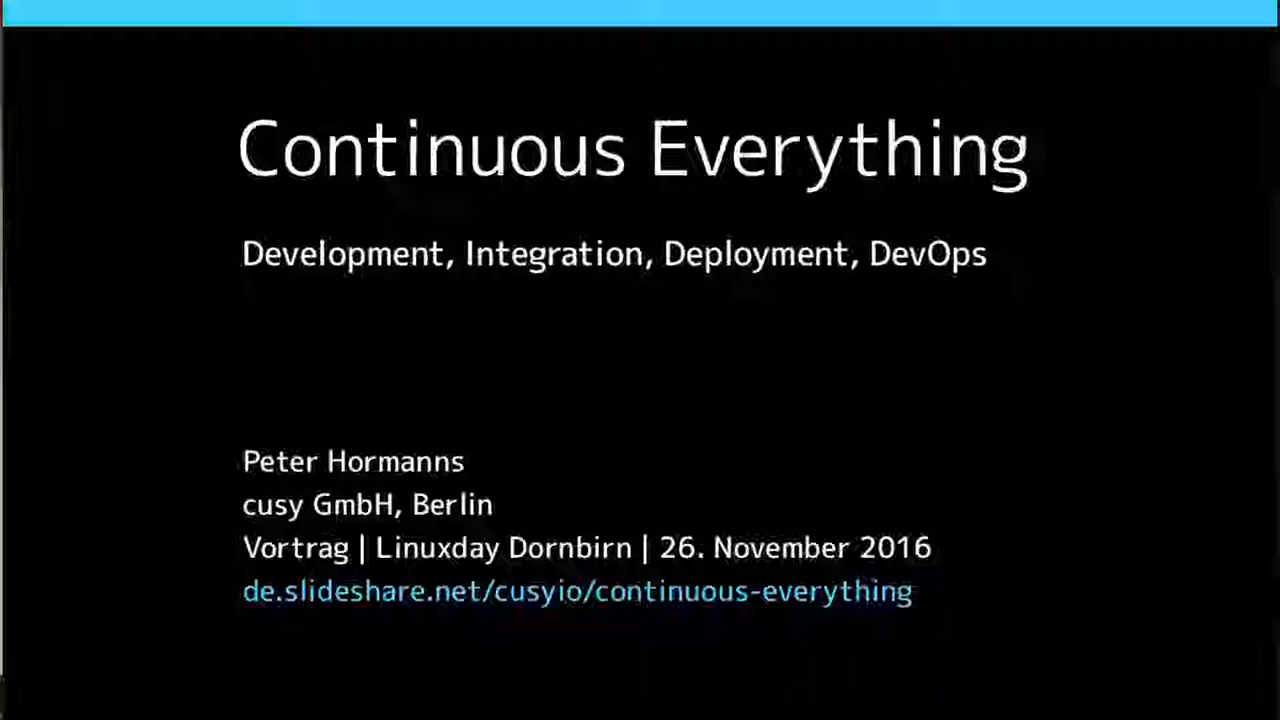 Continuous Everything
Development, Integration, Deployment, DevOps
Peter Hormanns
cusy GmbH, Berlin
Vortrag | Linuxday Dornbirn | 26. November 2016
de.slideshare.net/cusyio/continuous-everything